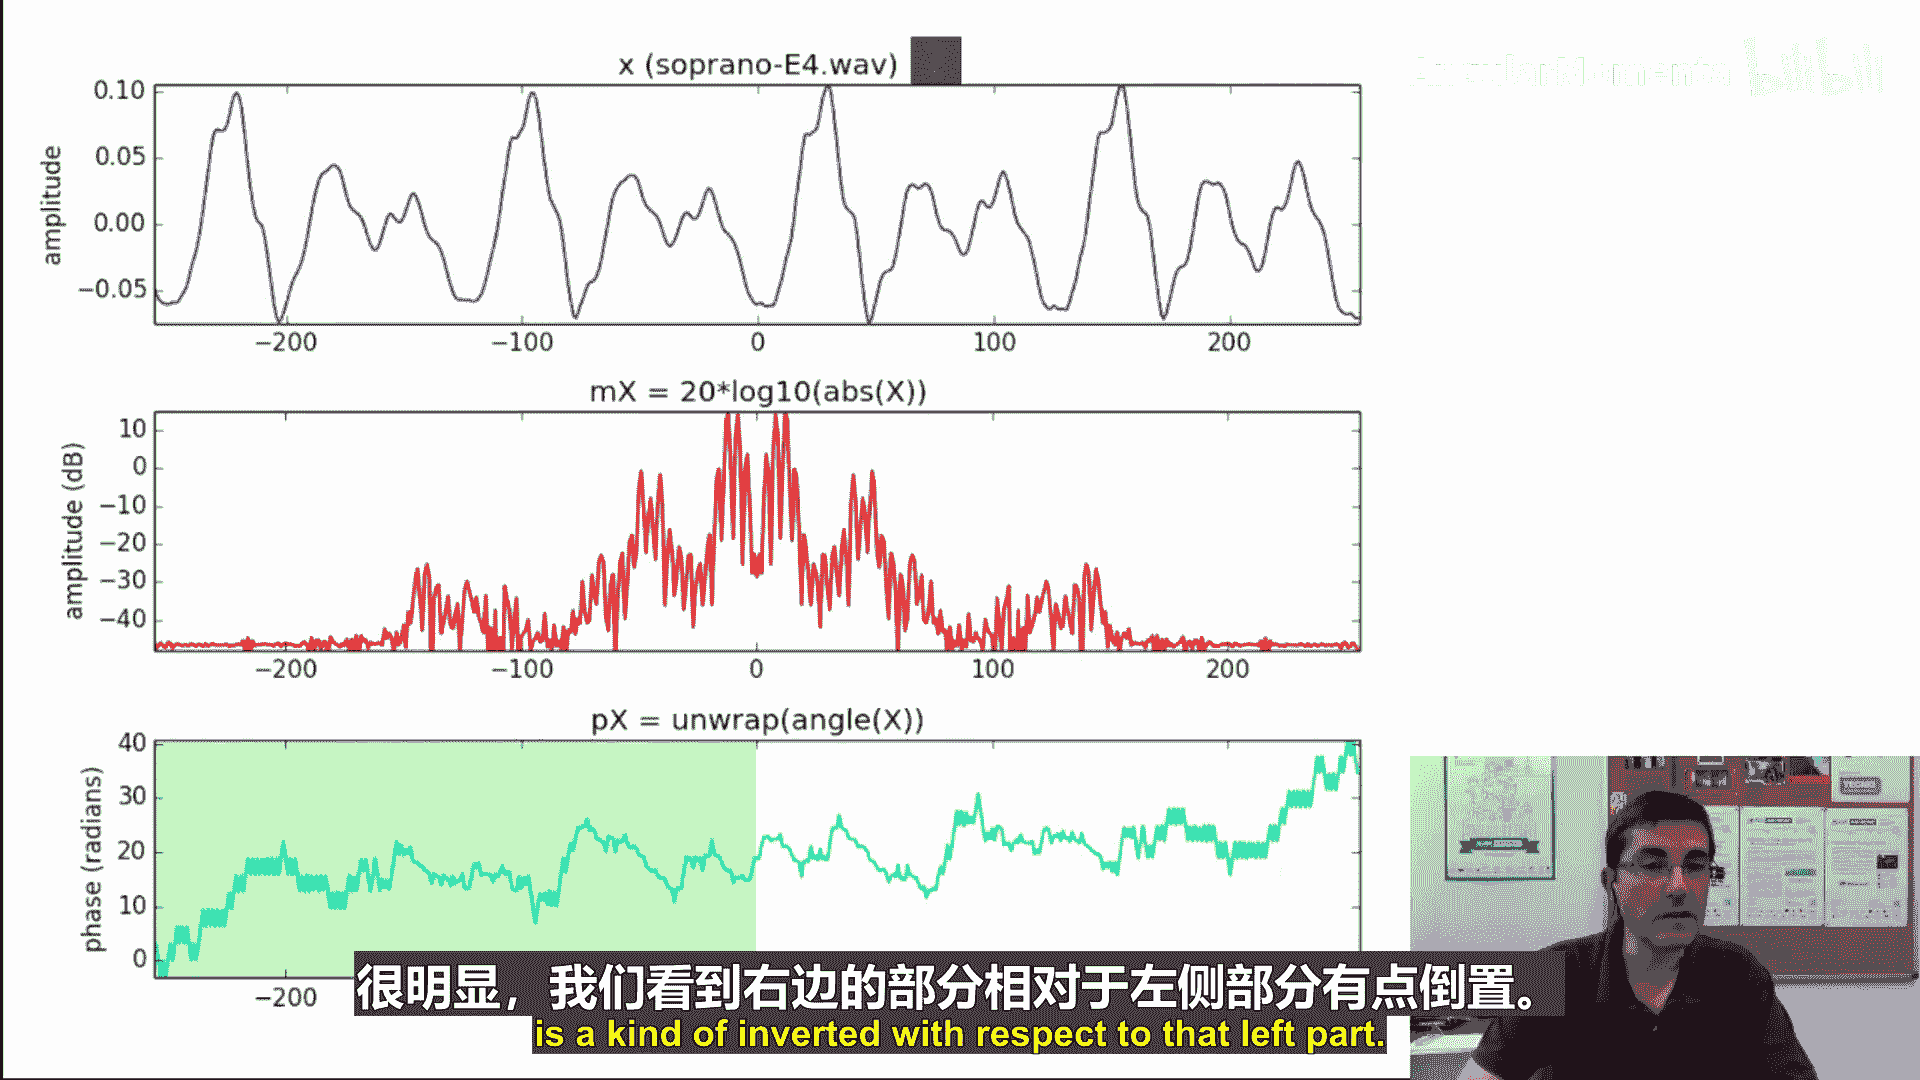 x (soprano-E4.wav)
0.10
0.05
0.00
−0.05
amplitude
−200 −100 0 100 200
mX = 20*log10(abs(X))
10
0
−10
−20
−30
−40
amplitude (dB)
−200 −100 0 100 200
pX = unwrap(angle(X))
40
30
20
10
0
phase (radians)
−200
很明显，我们看到右边的部分相对于左侧部分有点倒置。
is a kind of inverted with respect to that left part.
bilibili